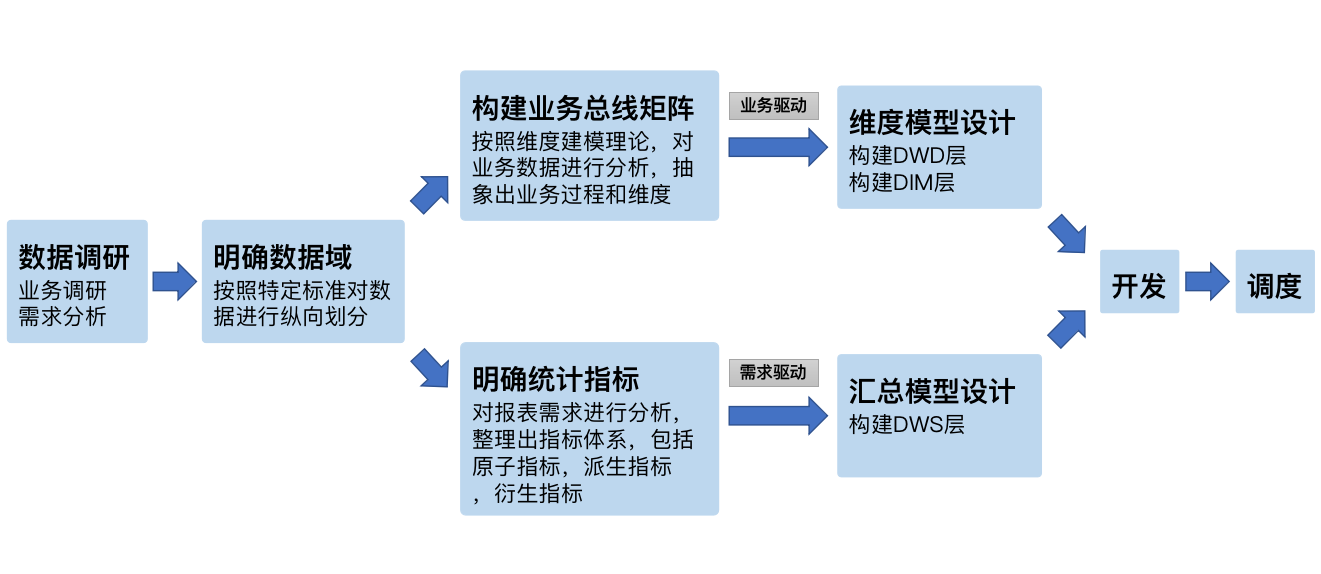 数据调研
业务调研
需求分析
明确数据域
按照特定标准对数
据进行纵向划分
构建业务总线矩阵
按照维度建模理论，对
业务数据进行分析，抽
象出业务过程和维度
业务驱动
维度模型设计
构建DWD层
构建DIM层
明确统计指标
对报表需求进行分析，
整理出指标体系，包括
原子指标，派生指标
，衍生指标
需求驱动
汇总模型设计
构建DWS层
开发
调度